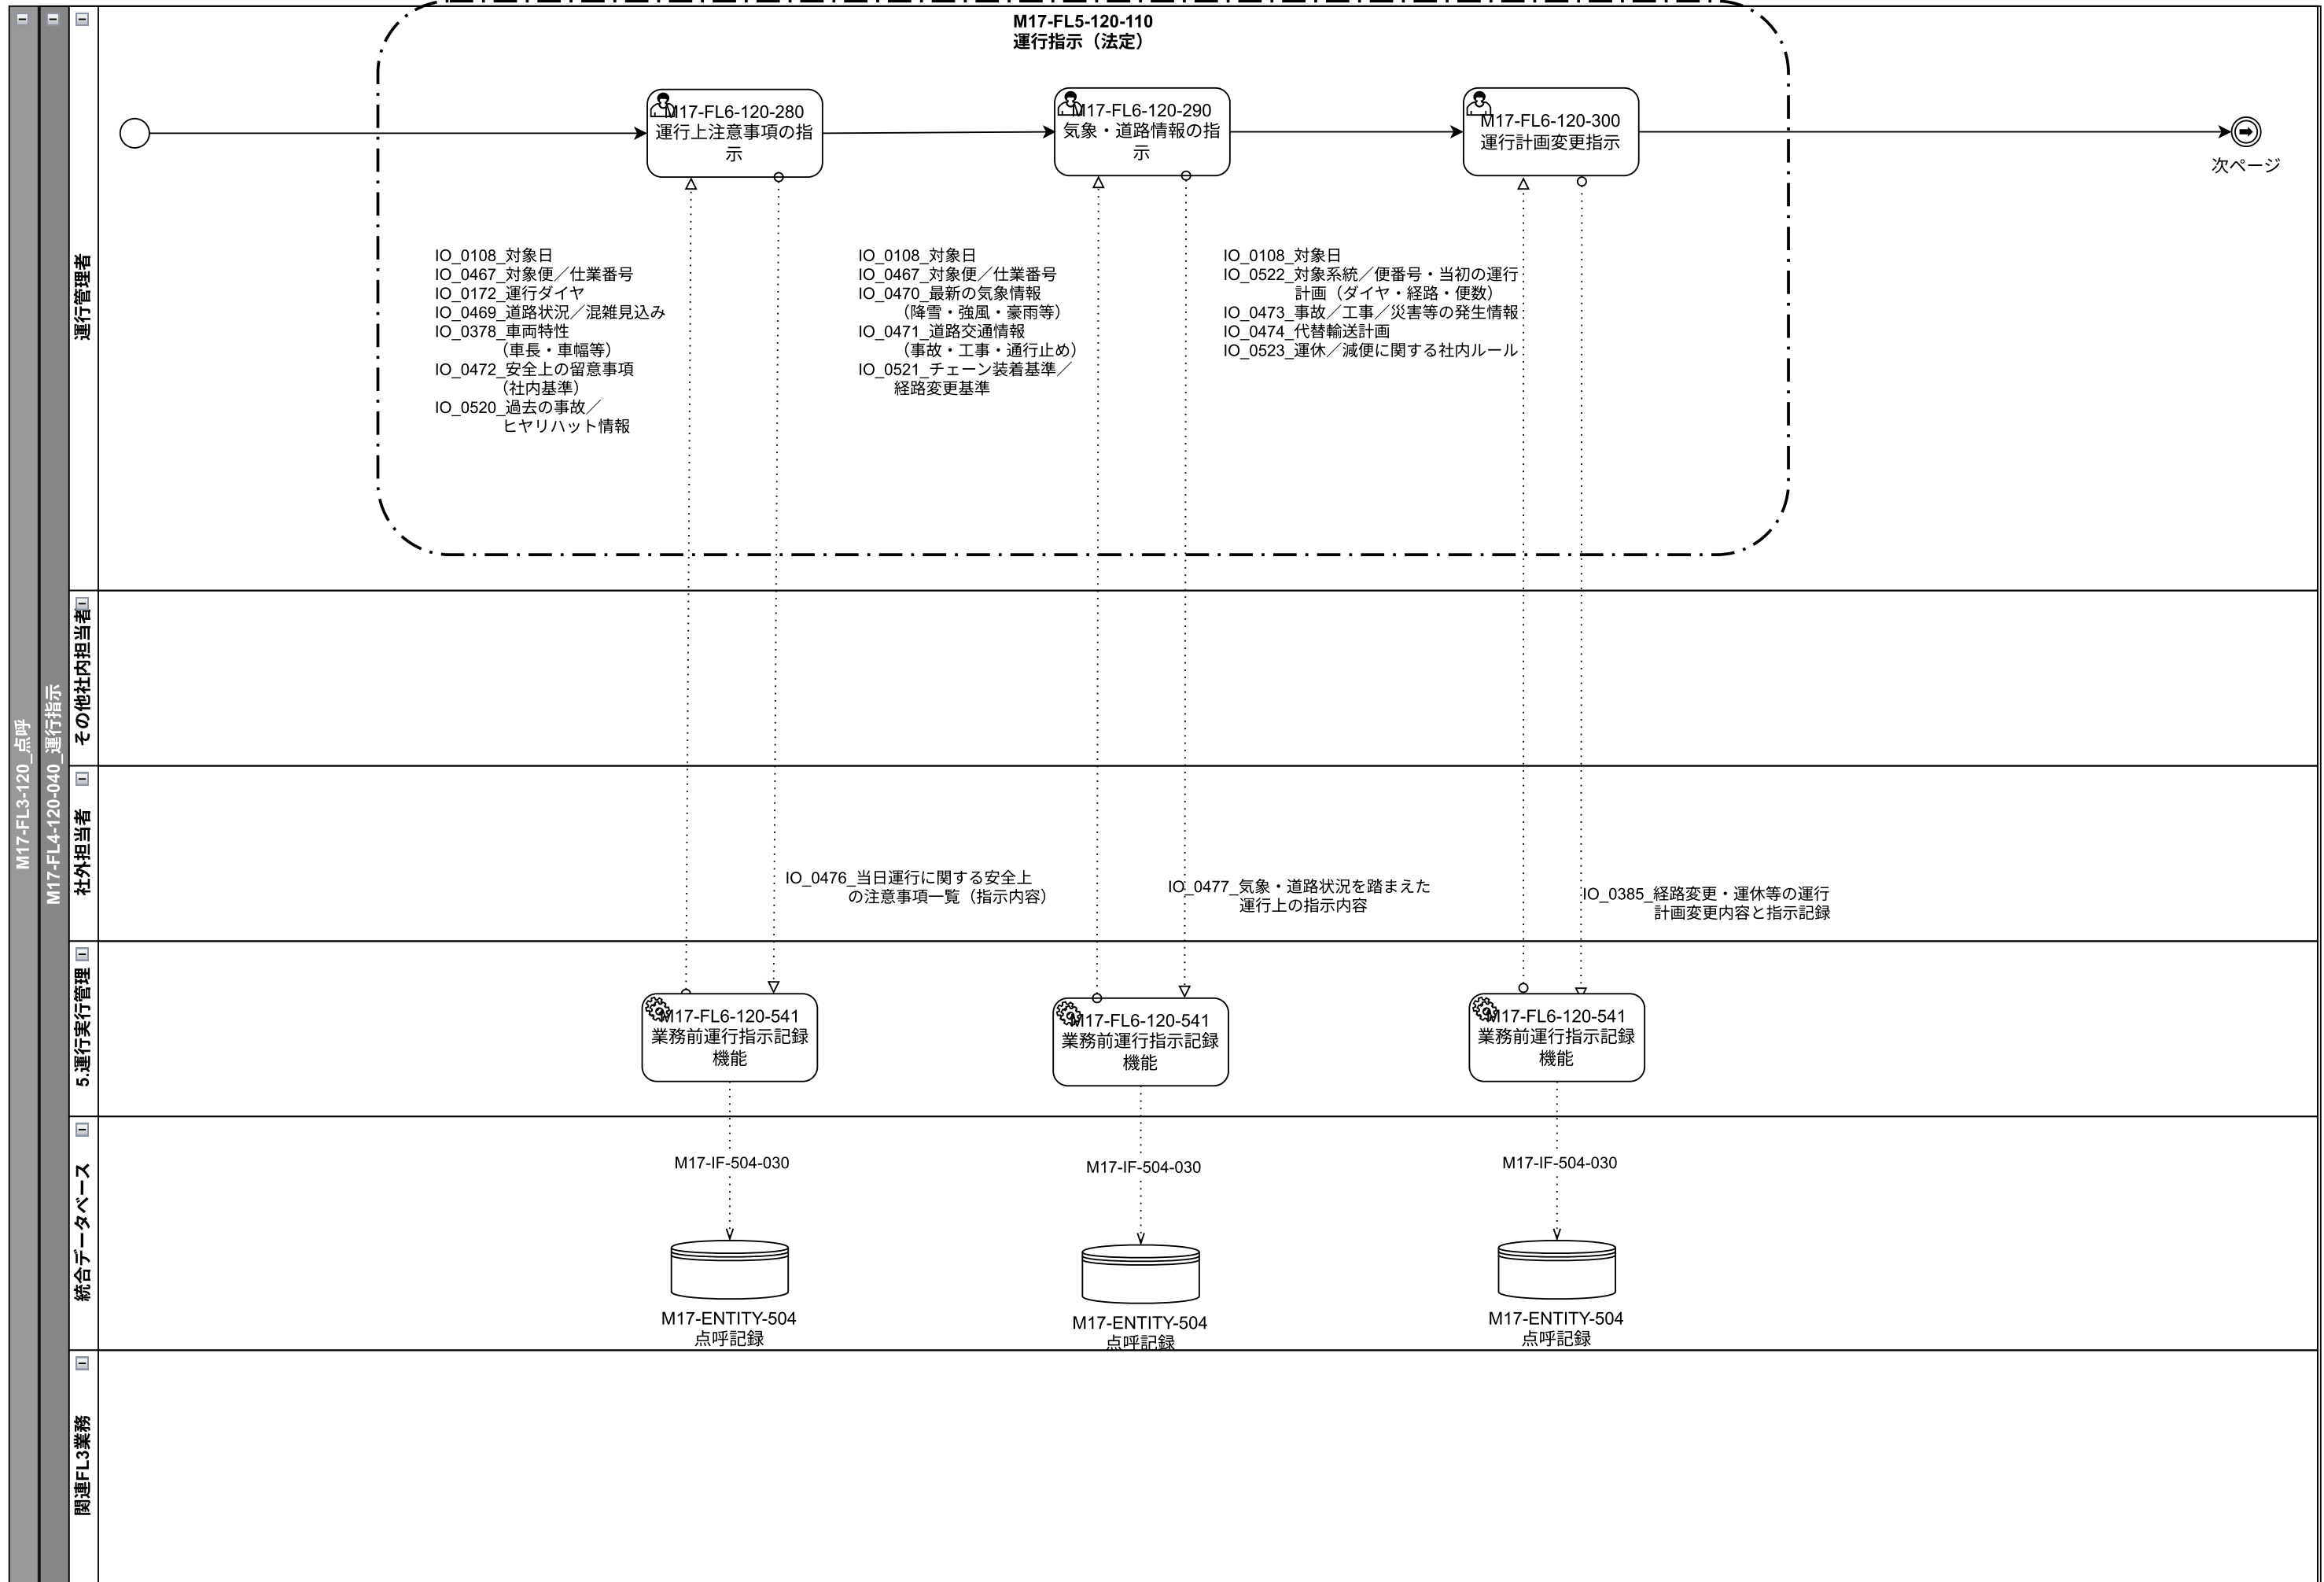 M17-FL3-120_点呼
M17-FL4-120-040_運行指示
運行管理者
M17-FL5-120-110
運行指示（法定）
M17-FL6-120-280
運行上注意事項の指
示
M17-FL6-120-290
気象・道路情報の指
示
M17-FL6-120-300
運行計画変更指示
次ページ
IO_0108_対象日
IO_0467_対象便／仕業番号
IO_0172_運行ダイヤ
IO_0469_道路状況／混雑見込み
IO_0378_車両特性
（車長・車幅等）
IO_0472_安全上の留意事項
（社内基準）
IO_0520_過去の事故／
ヒヤリハット情報
IO_0108_対象日
IO_0467_対象便／仕業番号
IO_0470_最新の気象情報
（降雪・強風・豪雨等）
IO_0471_道路交通情報
（事故・工事・通行止め）
IO_0521_チェーン装着基準／
経路変更基準
IO_0108_対象日
IO_0522_対象系統／便番号・当初の運行
計画（ダイヤ・経路・便数）
IO_0473_事故／工事／災害等の発生情報
IO_0474_代替輸送計画
IO_0523_運休／減便に関する社内ルール
その他社内担当者
社外担当者
IO_0476_当日運行に関する安全上
の注意事項一覧（指示内容）
IO_0477_気象・道路状況を踏まえた
運行上の指示内容
IO_0385_経路変更・運休等の運行
計画変更内容と指示記録
5.運行実行管理
M17-FL6-120-541
業務前運行指示記録
機能
M17-FL6-120-541
業務前運行指示記録
機能
M17-FL6-120-541
業務前運行指示記録
機能
統合データベース
M17-IF-504-030
M17-IF-504-030
M17-IF-504-030
M17-ENTITY-504
点呼記録
M17-ENTITY-504
点呼記録
M17-ENTITY-504
点呼記録
関連FL3業務